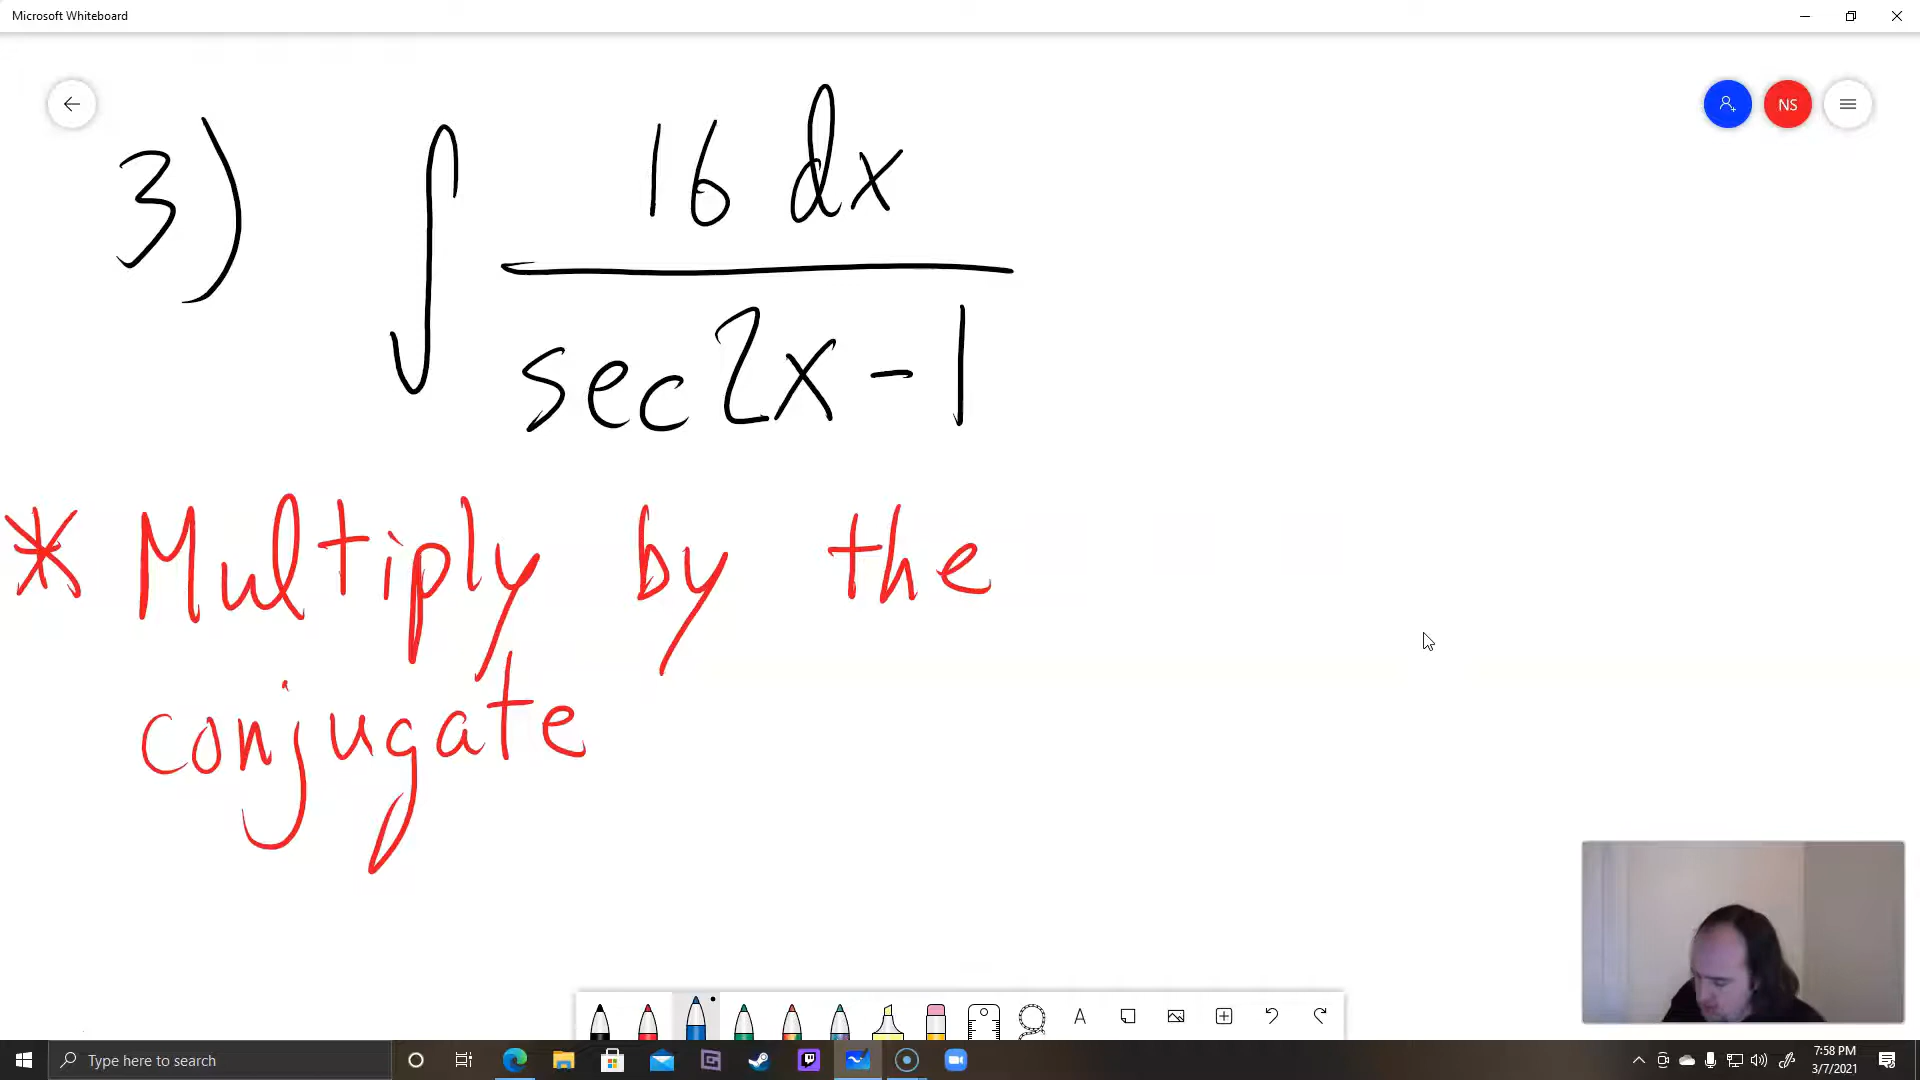 Microsoft Whiteboard
NS
3) ∫ 16 dx
sec2x-1
* Multiply by the
conjugate
A
Type here to search
7:58 PM
3/7/2021